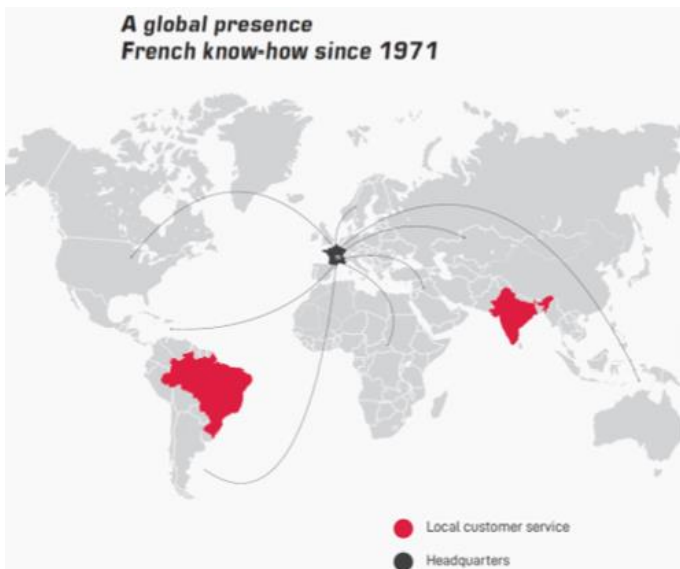 A global presence
French know-how since 1971
Local customer service
Headquarters